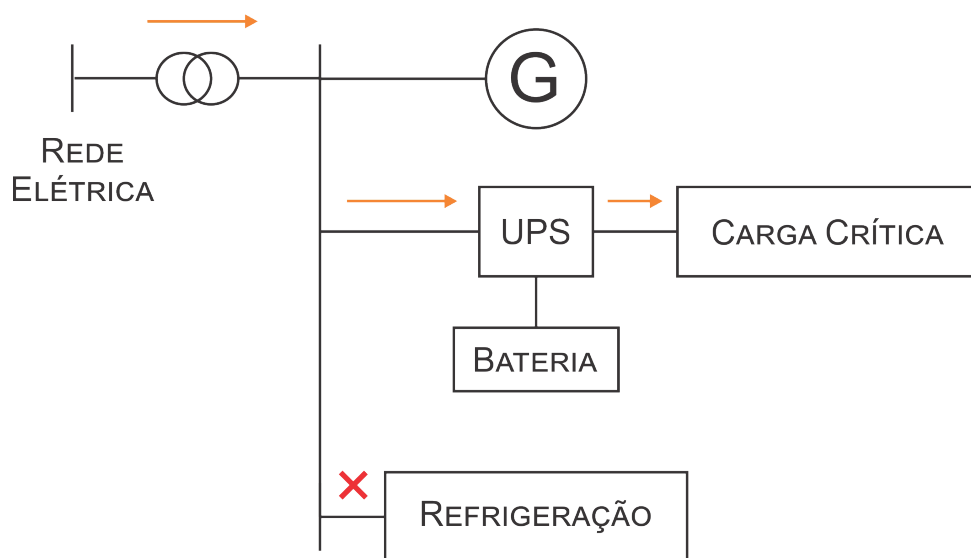 G
REDE
ELÉTRICA
UPS
CARGA CRÍTICA
BATERIA
REFRIGERAÇÃO